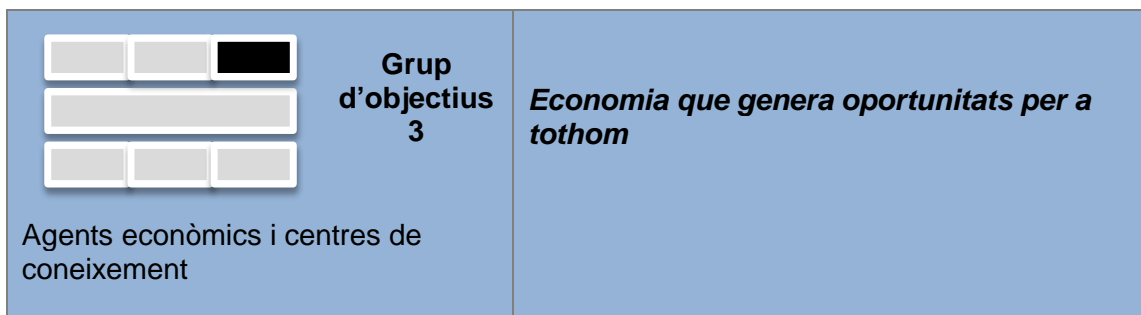 Grup
d'objectius
3
Agents econòmics i centres de
coneixement
Economia que genera oportunitats per a
tothom